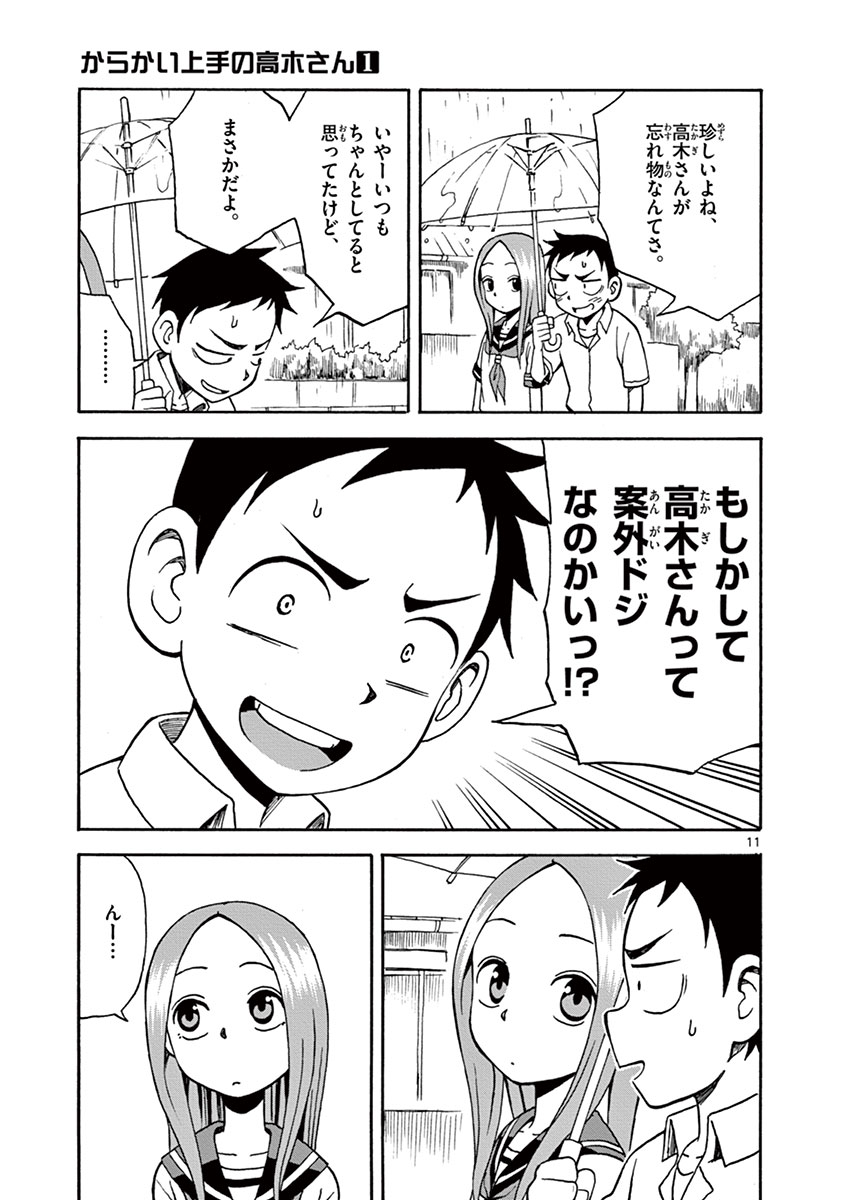 からかい上手の高木さん1
珍しいよね、
高木さんが
忘れ物なんてさ。
いやーいつも
ちゃんとしてると
思ってたけど、
まさかだよ。
………
もしかして
高木さんって
案外ドジ
なのかいっ!?
11
んー…